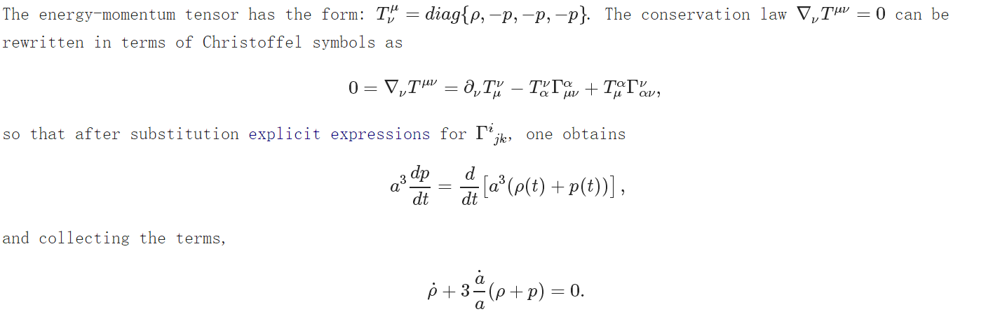 The energy-momentum tensor has the form: $T^{\mu}_{\nu} = diag\{\rho, -p, -p, -p\}$. The conservation law $\nabla_{\nu} T^{\mu\nu} = 0$ can be
rewritten in terms of Christoffel symbols as
$0 = \nabla_{\nu} T^{\mu\nu} = \partial_{\nu} T^{\nu}_{\mu} - T^{\nu}_{\alpha} \Gamma^{\alpha}_{\mu\nu} + T^{\alpha}_{\mu} \Gamma^{\nu}_{\alpha\nu},$
so that after substitution explicit expressions for $\Gamma^{i}{}_{jk}$, one obtains
$a^3 \frac{dp}{dt} = \frac{d}{dt} \left[ a^3 (\rho(t) + p(t)) \right],$
and collecting the terms,
$\dot{\rho} + 3 \frac{\dot{a}}{a} (\rho + p) = 0.$